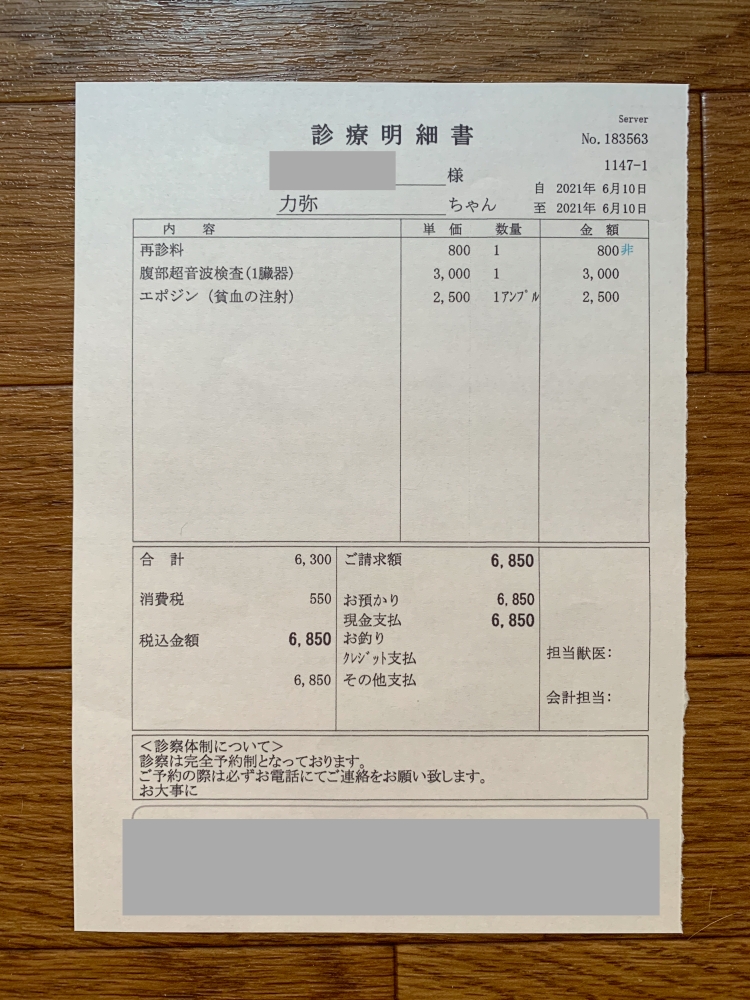 Server
診療明細書
No.183563
1147-1
様
自 2021年 6月10日
力弥 ちゃん
至 2021年 6月10日
内 容 単 価 数量 金 額
再診料 800 1 800非
腹部超音波検査(1臓器) 3,000 1 3,000
エポジン (貧血の注射) 2,500 1アンプル 2,500
合 計 6,300 ご請求額 6,850
消費税 550 お預かり 6,850
現金支払 6,850
税込金額 6,850 お釣り
クレジット支払
6,850 その他支払
担当獣医:
会計担当:
<診察体制について>
診察は完全予約制となっております。
ご予約の際は必ずお電話にてご連絡をお願い致します。
お大事に